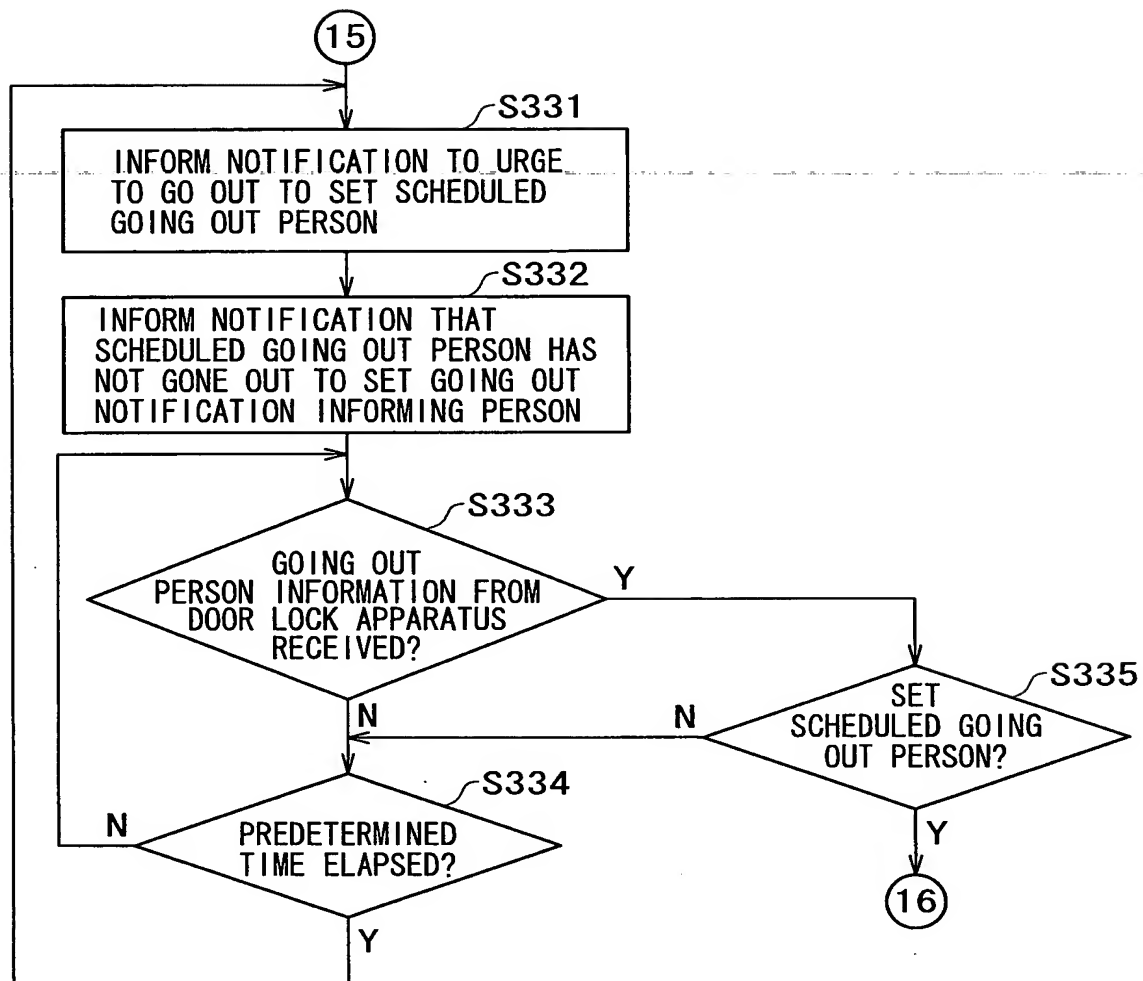 15
S331
INFORM NOTIFICATION TO URGE
TO GO OUT TO SET SCHEDULED
GOING OUT PERSON
S332
INFORM NOTIFICATION THAT
SCHEDULED GOING OUT PERSON HAS
NOT GONE OUT TO SET GOING OUT
NOTIFICATION INFORMING PERSON
S333
GOING OUT
PERSON INFORMATION FROM
DOOR LOCK APPARATUS
RECEIVED?
Y
N
S335
SET
SCHEDULED GOING
OUT PERSON?
N
Y
16
S334
PREDETERMINED
TIME ELAPSED?
N
Y